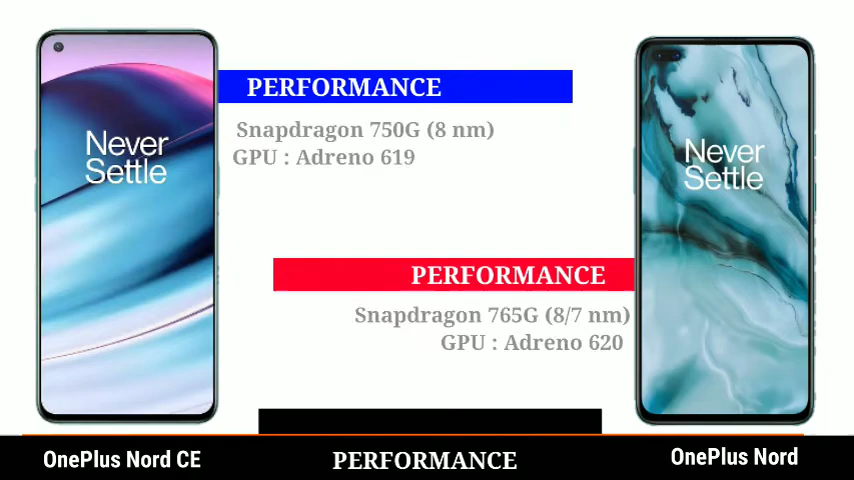 Never
Settle
PERFORMANCE
Snapdragon 750G (8 nm)
GPU : Adreno 619
Never
Settle
PERFORMANCE
Snapdragon 765G (8/7 nm)
GPU : Adreno 620
OnePlus Nord CE
PERFORMANCE
OnePlus Nord